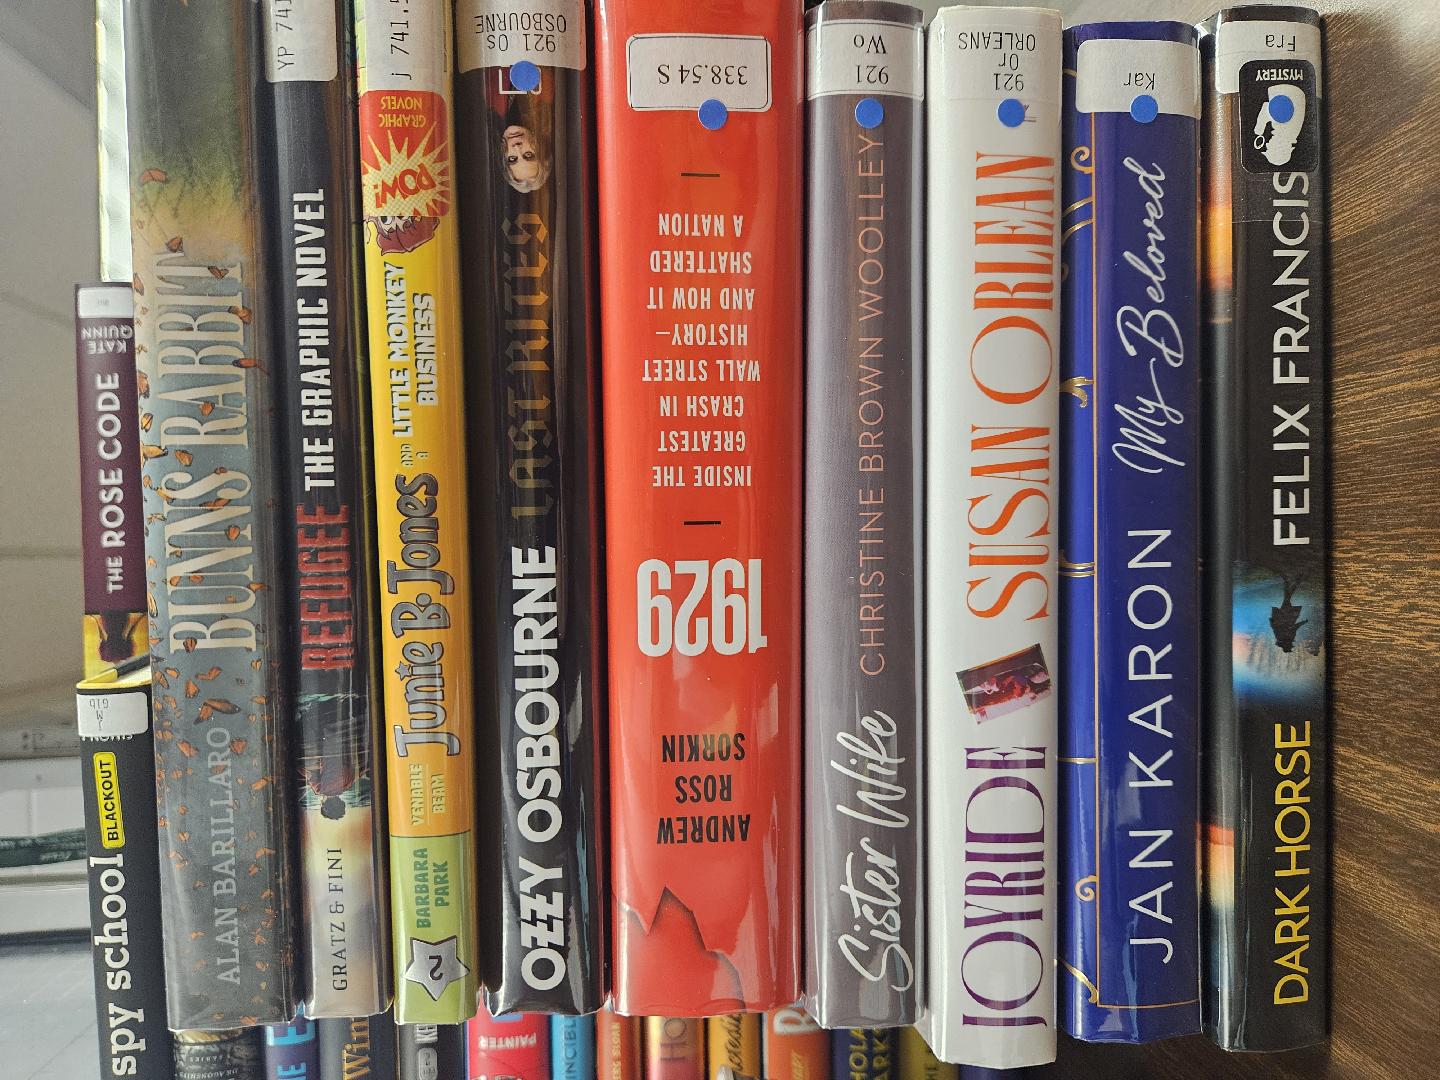 KATE
QUINN
THE ROSE CODE
J
M
Gib
spy school
BLACKOUT
BUNNS RABBIT
ALAN BARILLARO
YP 741
REFUGEE THE GRAPHIC NOVEL
GRATZ & FINI
j 741.5
GRAPHIC
NOVELS
POW!
Junie B. Jones AND A LITTLE MONKEY
BUSINESS
VENABLE
BEAM
BARBARA
PARK
2
921 Os
OSBOURNE
OZZY OSBOURNE LAST RITES
338.54 S
1929
INSIDE THE
GREATEST
CRASH IN
WALL STREET
HISTORY—
AND HOW IT
SHATTERED
A NATION
ANDREW
ROSS
SORKIN
921
Wo
Sister Wife CHRISTINE BROWN WOOLLEY
921
Or
ORLEANS
JOYRIDE SUSAN ORLEAN
Kar
JAN KARON My Beloved
Fra
MYSTERY
DARK HORSE FELIX FRANCIS
PAINTER